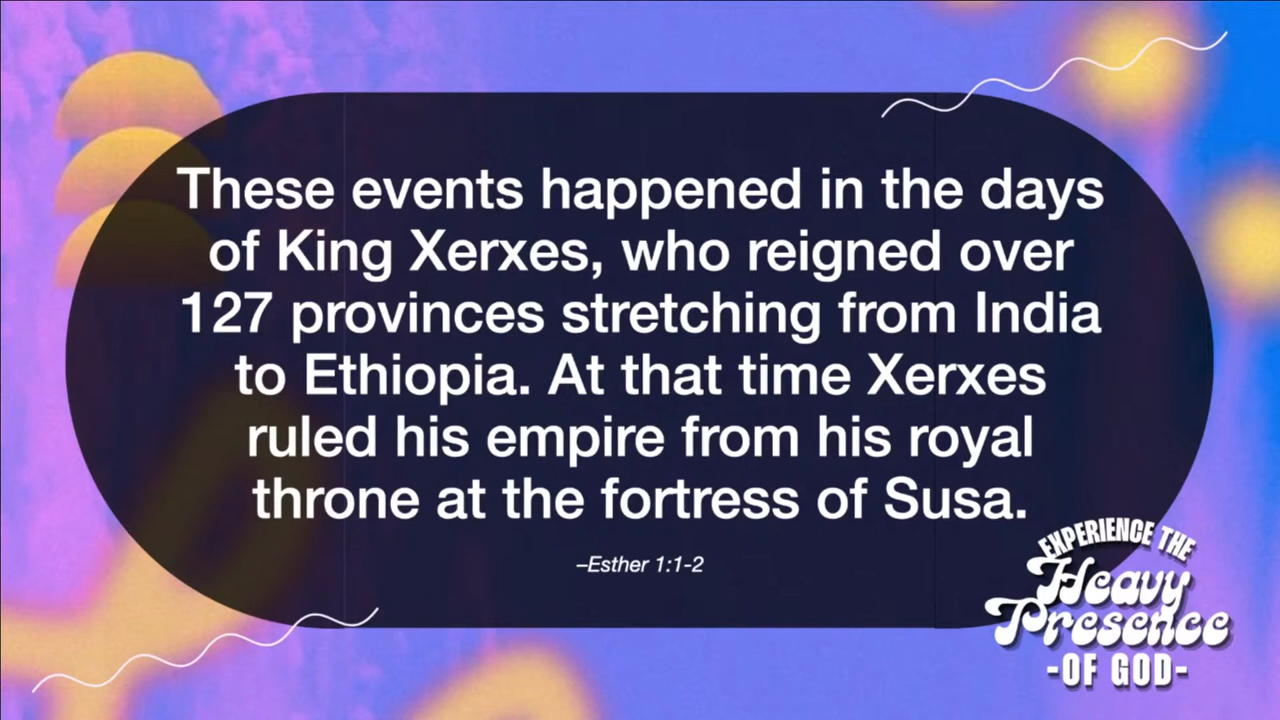 These events happened in the days
of King Xerxes, who reigned over
127 provinces stretching from India
to Ethiopia. At that time Xerxes
ruled his empire from his royal
throne at the fortress of Susa.
–Esther 1:1-2
EXPERIENCE THE
Heavy
Presence
-OF GOD-